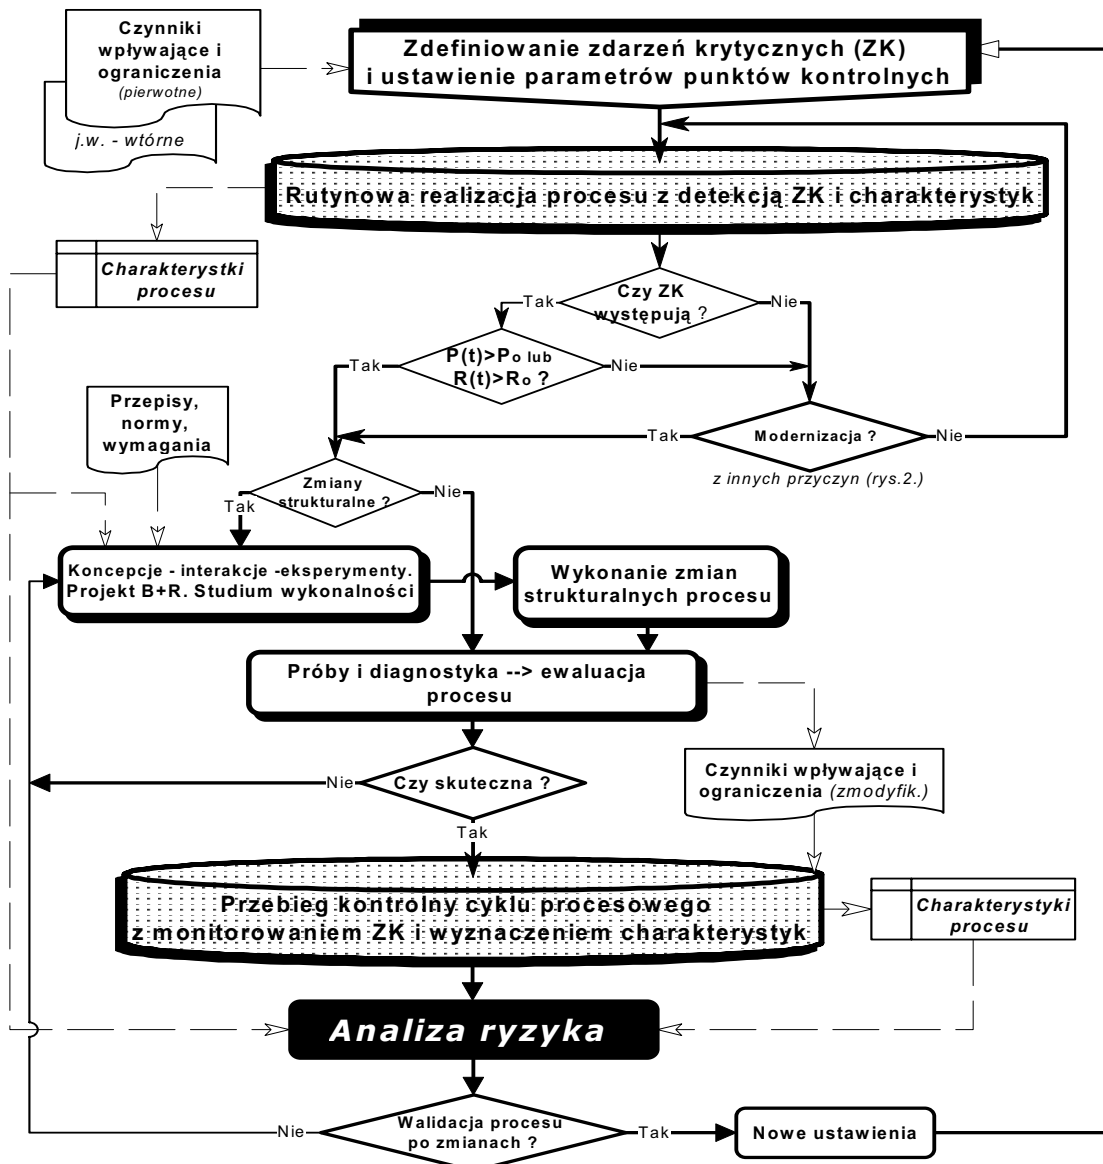 Czynniki
wpływające i
ograniczenia
(pierwotne)
j.w. - wtórne
Zdefiniowanie zdarzeń krytycznych (ZK)
i ustawienie parametrów punktów kontrolnych
Rutynowa realizacja procesu z detekcją ZK i charakterystyk
Charakterystki
procesu
Czy ZK
występują ?
Tak
Nie
P(t)>Po lub
R(t)>Ro ?
Tak
Nie
Przepisy,
normy,
wymagania
Modernizacja ?
Tak
Nie
z innych przyczyn (rys.2.)
Zmiany
strukturalne ?
Tak
Nie
Koncepcje - interakcje -eksperymenty.
Projekt B+R. Studium wykonalności
Wykonanie zmian
strukturalnych procesu
Próby i diagnostyka --> ewaluacja
procesu
Czy skuteczna ?
Nie
Tak
Czynniki wpływające i
ograniczenia (zmodyfik.)
Przebieg kontrolny cyklu procesowego
z monitorowaniem ZK i wyznaczeniem charakterystyk
Charakterystyki
procesu
Analiza ryzyka
Walidacja procesu
po zmianach ?
Nie
Tak
Nowe ustawienia